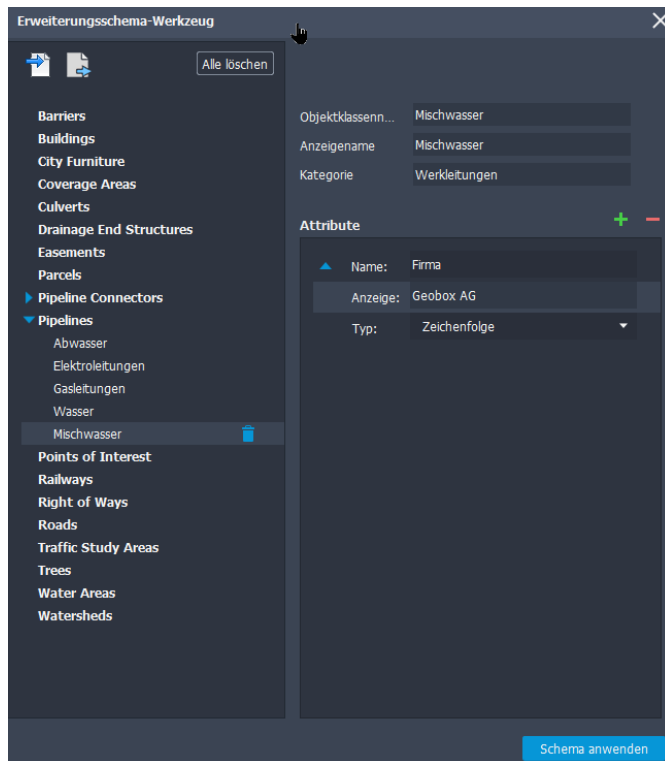 Erweiterungsschema-Werkzeug
Alle löschen
Barriers
Buildings
City Furniture
Coverage Areas
Culverts
Drainage End Structures
Easements
Parcels
Pipeline Connectors
Pipelines
Abwasser
Elektroleitungen
Gasleitungen
Wasser
Mischwasser
Points of Interest
Railways
Right of Ways
Roads
Traffic Study Areas
Trees
Water Areas
Watersheds
Objektklassenn... Mischwasser
Anzeigename Mischwasser
Kategorie Werkleitungen
Attribute
Name: Firma
Anzeige: Geobox AG
Typ: Zeichenfolge
Schema anwenden